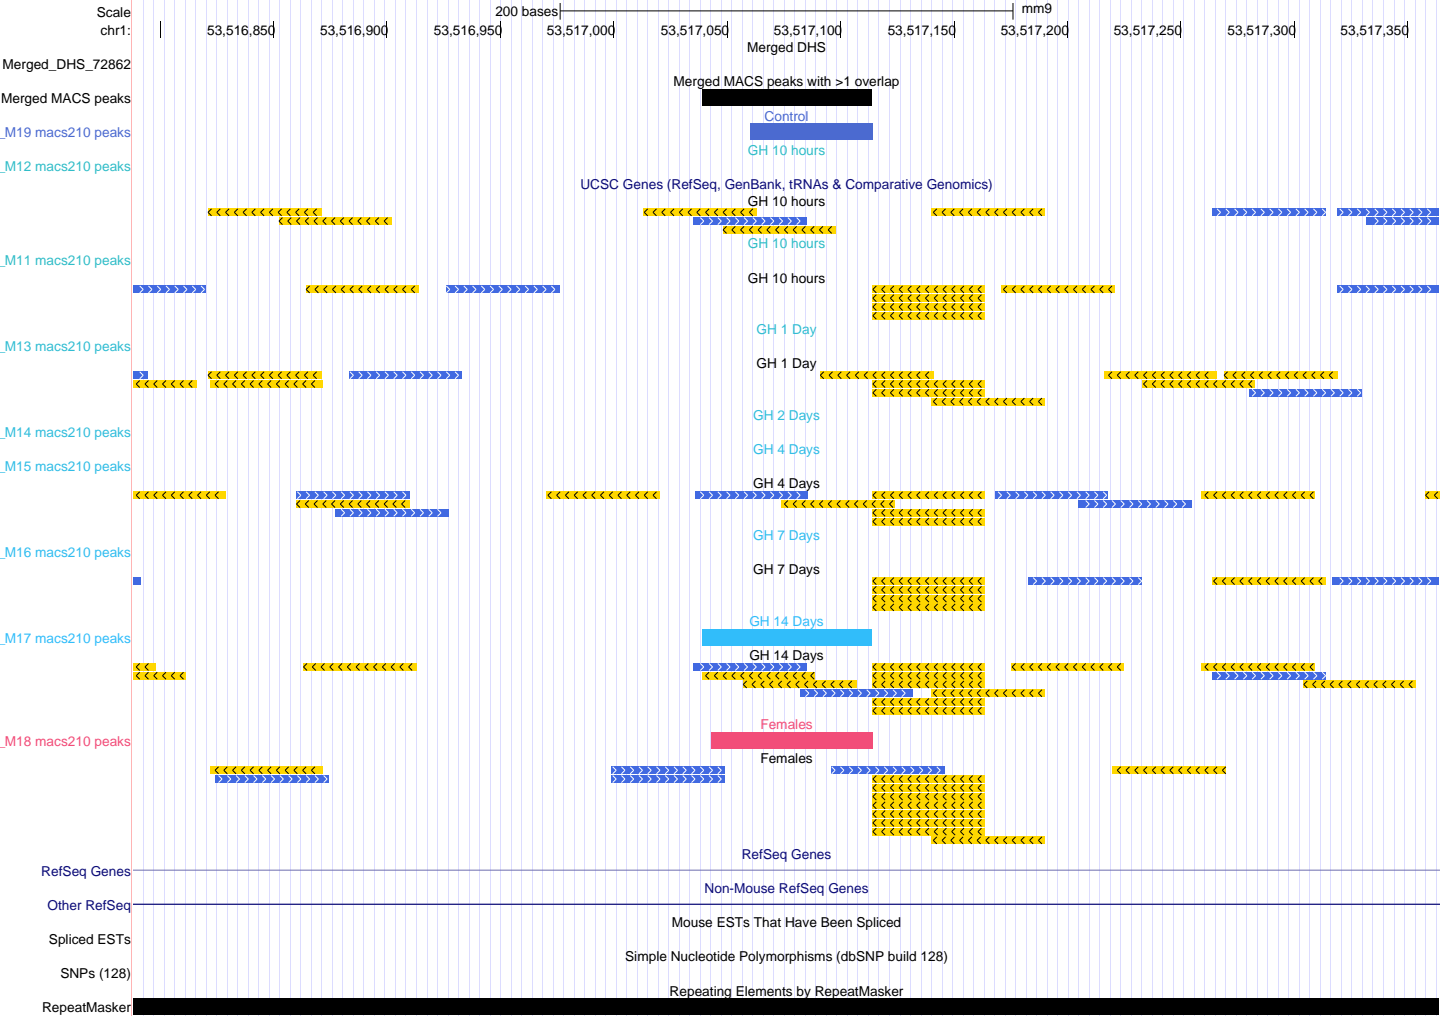 Scale 200 bases mm9
chr1: 53,516,850 53,516,900 53,516,950 53,517,000 53,517,050 53,517,100 53,517,150 53,517,200 53,517,250 53,517,300 53,517,350
Merged DHS
Merged_DHS_72862
Merged MACS peaks with >1 overlap
Merged MACS peaks
Control
_M19 macs210 peaks
GH 10 hours
_M12 macs210 peaks
UCSC Genes (RefSeq, GenBank, tRNAs & Comparative Genomics)
GH 10 hours
GH 10 hours
_M11 macs210 peaks
GH 10 hours
GH 1 Day
_M13 macs210 peaks
GH 1 Day
GH 2 Days
_M14 macs210 peaks
GH 4 Days
_M15 macs210 peaks
GH 4 Days
GH 7 Days
_M16 macs210 peaks
GH 7 Days
GH 14 Days
_M17 macs210 peaks
GH 14 Days
Females
_M18 macs210 peaks
Females
RefSeq Genes
RefSeq Genes
Non-Mouse RefSeq Genes
Other RefSeq
Mouse ESTs That Have Been Spliced
Spliced ESTs
Simple Nucleotide Polymorphisms (dbSNP build 128)
SNPs (128)
Repeating Elements by RepeatMasker
RepeatMasker